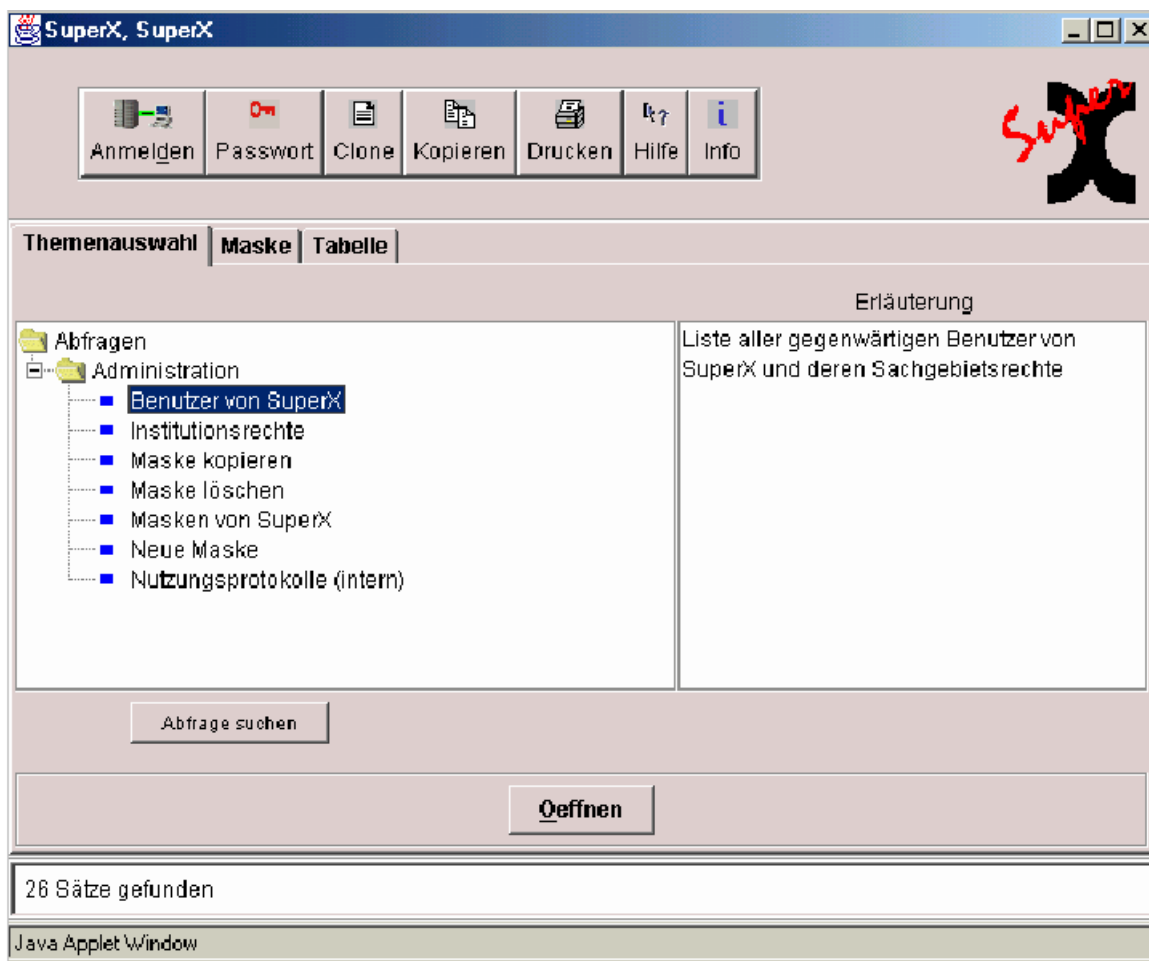 SuperX, SuperX
Anmelden Passwort Clone Kopieren Drucken Hilfe Info
Super X
Themenauswahl Maske Tabelle
Erläuterung
Abfragen
Administration
Benutzer von SuperX
Institutionsrechte
Maske kopieren
Maske löschen
Masken von SuperX
Neue Maske
Nutzungsprotokolle (intern)
Liste aller gegenwärtigen Benutzer von
SuperX und deren Sachgebietsrechte
Abfrage suchen
Oeffnen
26 Sätze gefunden
Java Applet Window